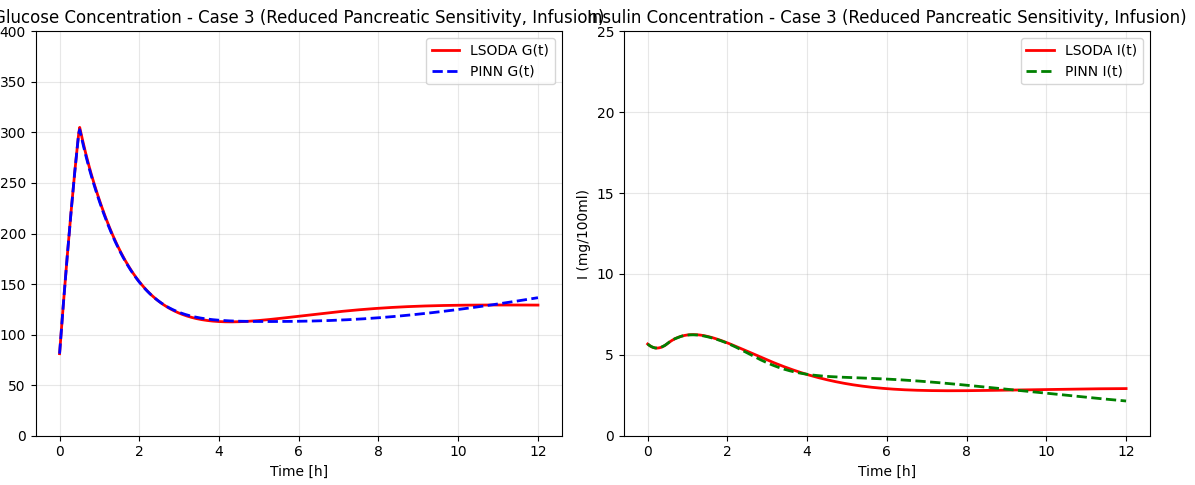 Glucose Concentration - Case 3 (Reduced Pancreatic Sensitivity, Infusion)
400
350
300
250
200
150
100
50
0
0 2 4 6 8 10 12
Time [h]
LSODA G(t)
PINN G(t)
Insulin Concentration - Case 3 (Reduced Pancreatic Sensitivity, Infusion)
I (mg/100ml)
25
20
15
10
5
0
0 2 4 6 8 10 12
Time [h]
LSODA I(t)
PINN I(t)